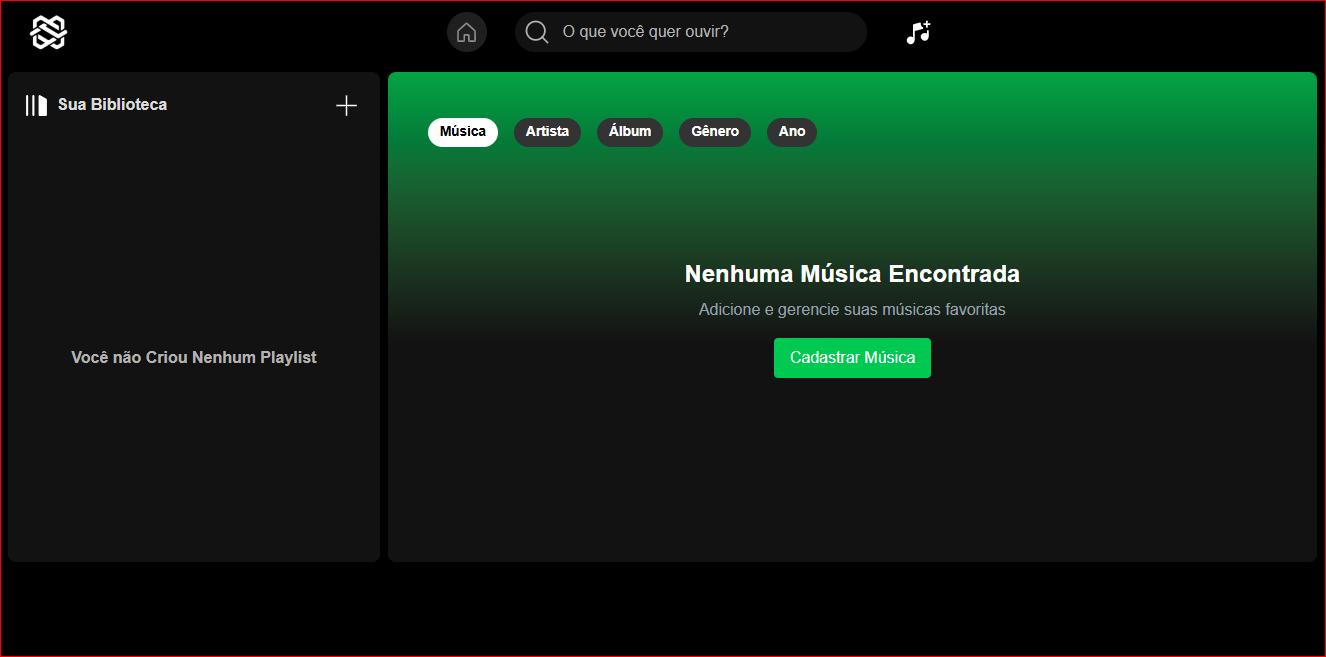 O que você quer ouvir?
Sua Biblioteca
Música Artista Álbum Gênero Ano
Nenhuma Música Encontrada
Adicione e gerencie suas músicas favoritas
Você não Criou Nenhum Playlist
Cadastrar Música